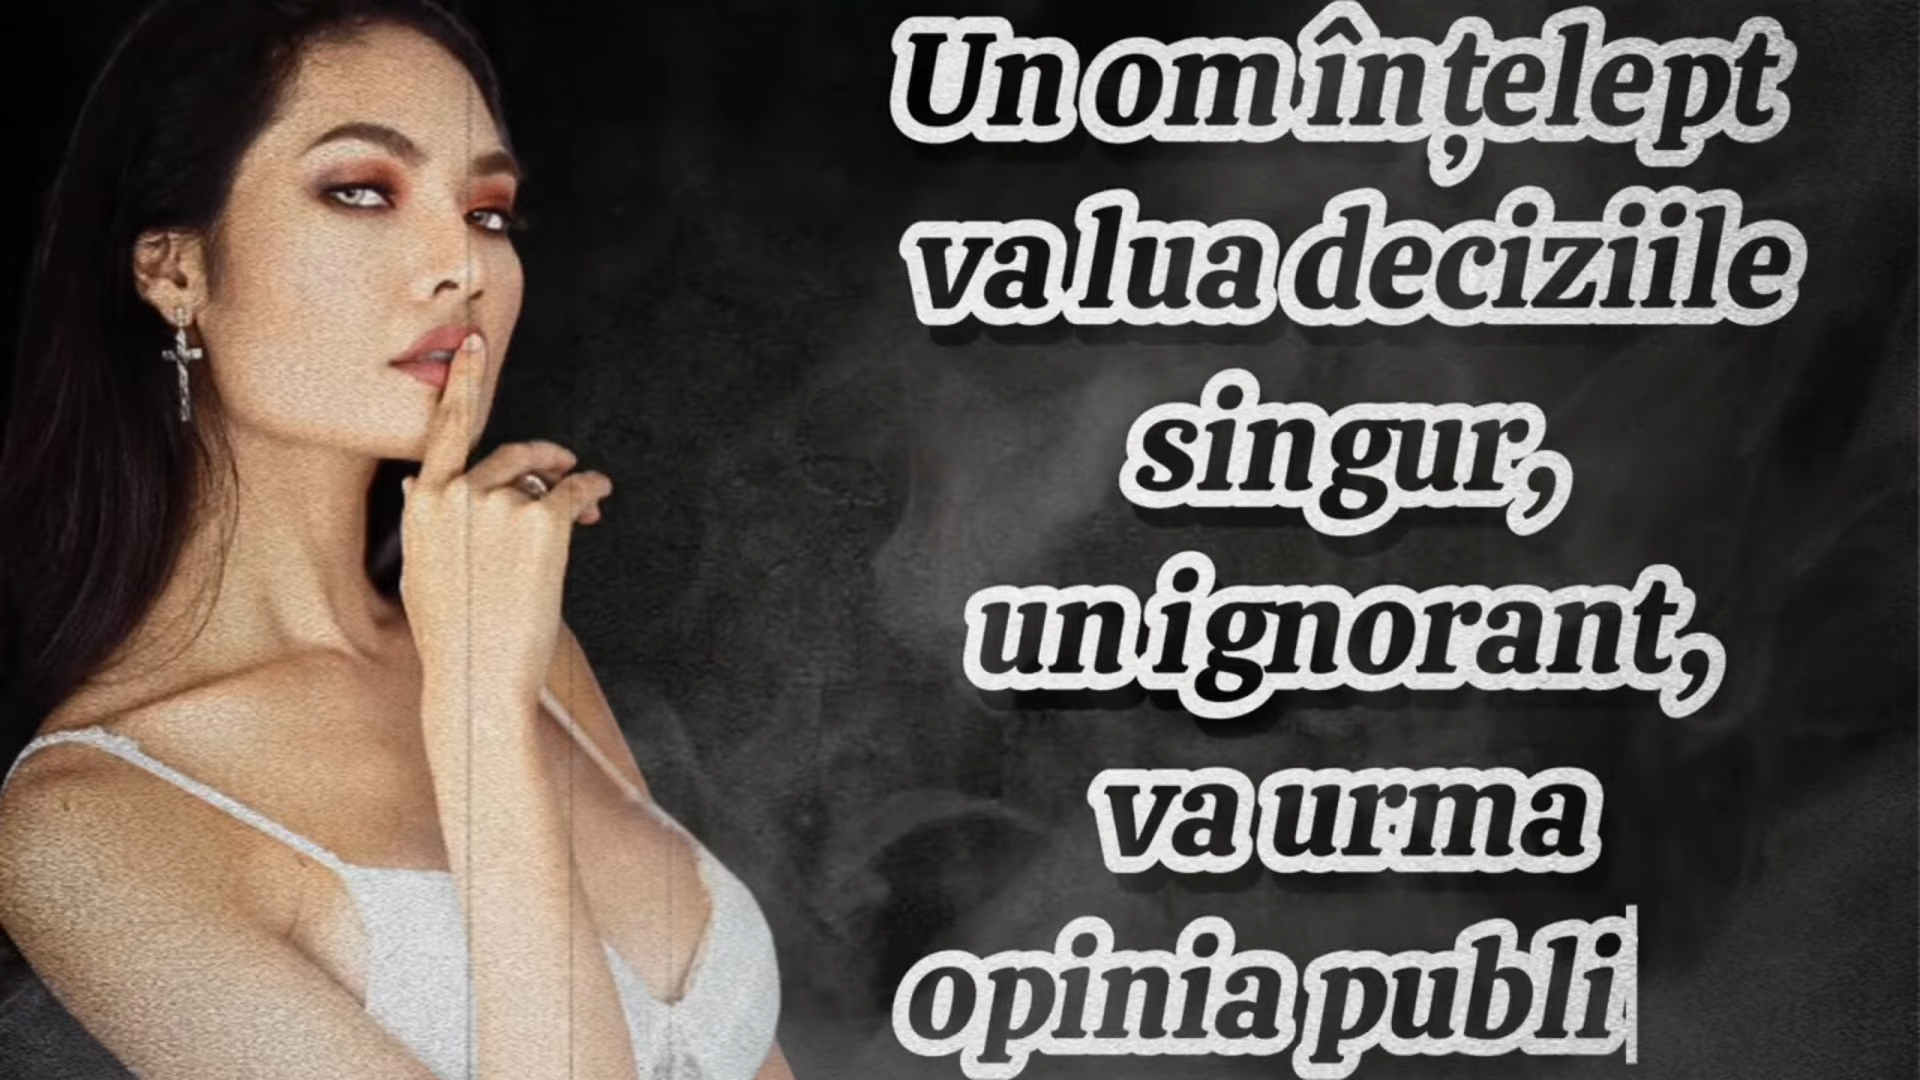 Un om înțelept
va lua deciziile
singur,
un ignorant,
va urma
opinia publi